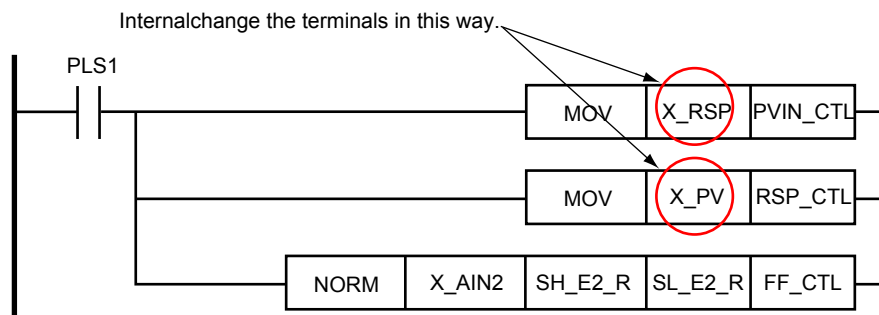 Internalchange the terminals in this way.
PLS1
MOV X_RSP PVIN_CTL
MOV X_PV RSP_CTL
NORM X_AIN2 SH_E2_R SL_E2_R FF_CTL